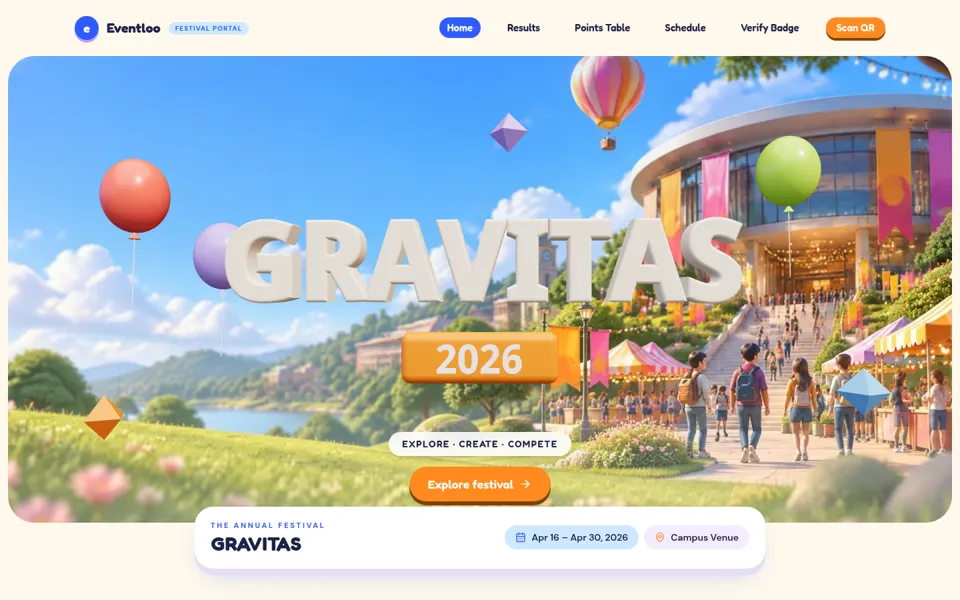 e Eventloo FESTIVAL PORTAL Home Results Points Table Schedule Verify Badge Scan QR
GRAVITAS
2026
EXPLORE · CREATE · COMPETE
Explore festival →
THE ANNUAL FESTIVAL
GRAVITAS
Apr 16 – Apr 30, 2026 Campus Venue